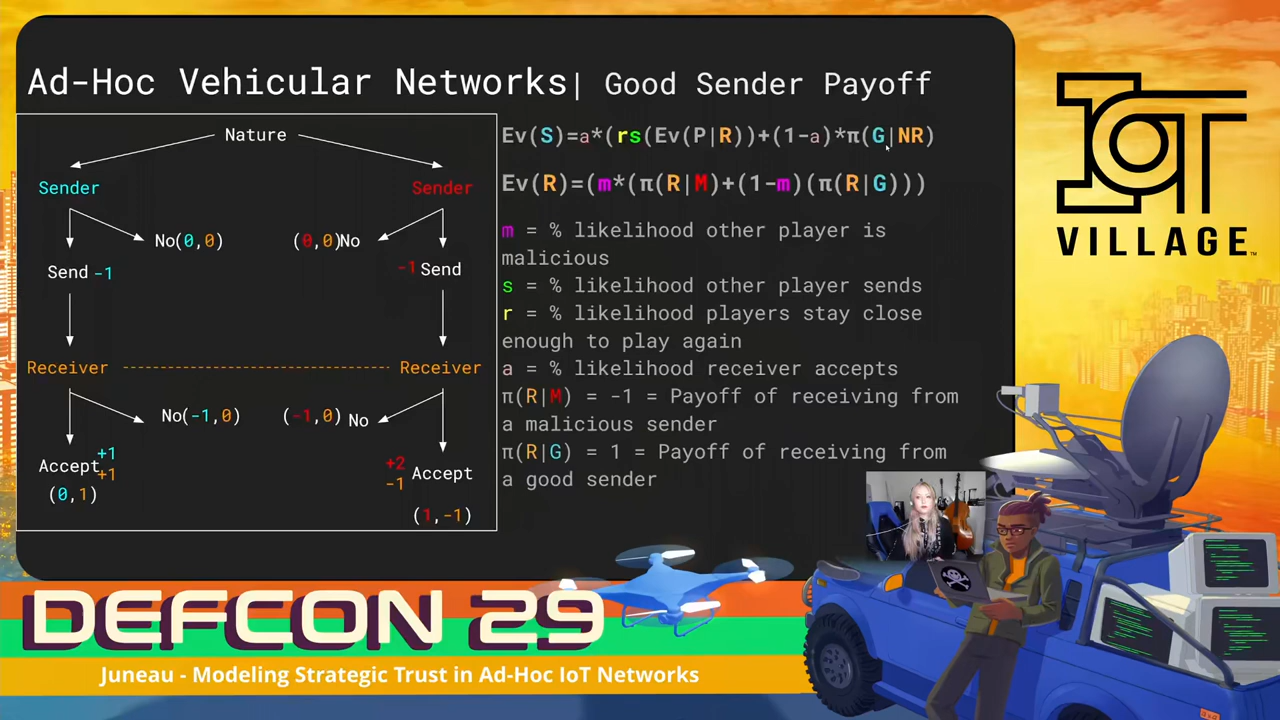 Ad-Hoc Vehicular Networks| Good Sender Payoff
Nature
Sender
Sender
No(0,0)
(0,0)No
Send -1
-1 Send
Receiver
Receiver
No(-1,0)
(-1,0) No
Accept +1 +1
(0,1)
+2 -1 Accept
(1,-1)
Ev(S)=a*(rs(Ev(P|R))+(1-a)*π(G|NR)
Ev(R)=(m*(π(R|M)+(1-m)(π(R|G)))
m = % likelihood other player is
malicious
s = % likelihood other player sends
r = % likelihood players stay close
enough to play again
a = % likelihood receiver accepts
π(R|M) = -1 = Payoff of receiving from
a malicious sender
π(R|G) = 1 = Payoff of receiving from
a good sender
IOT
VILLAGE™
DEFCON 29
Juneau - Modeling Strategic Trust in Ad-Hoc IoT Networks